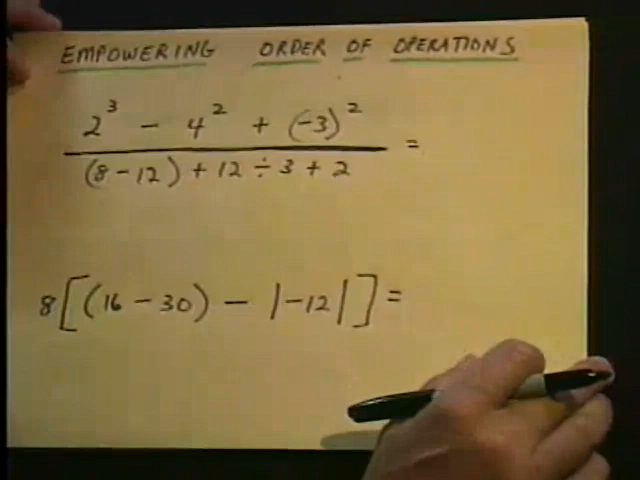 EMPOWERING ORDER OF OPERATIONS
2³ - 4² + (-3)²
(8 - 12) + 12 ÷ 3 + 2 =
8[(16 - 30) - |-12|] =